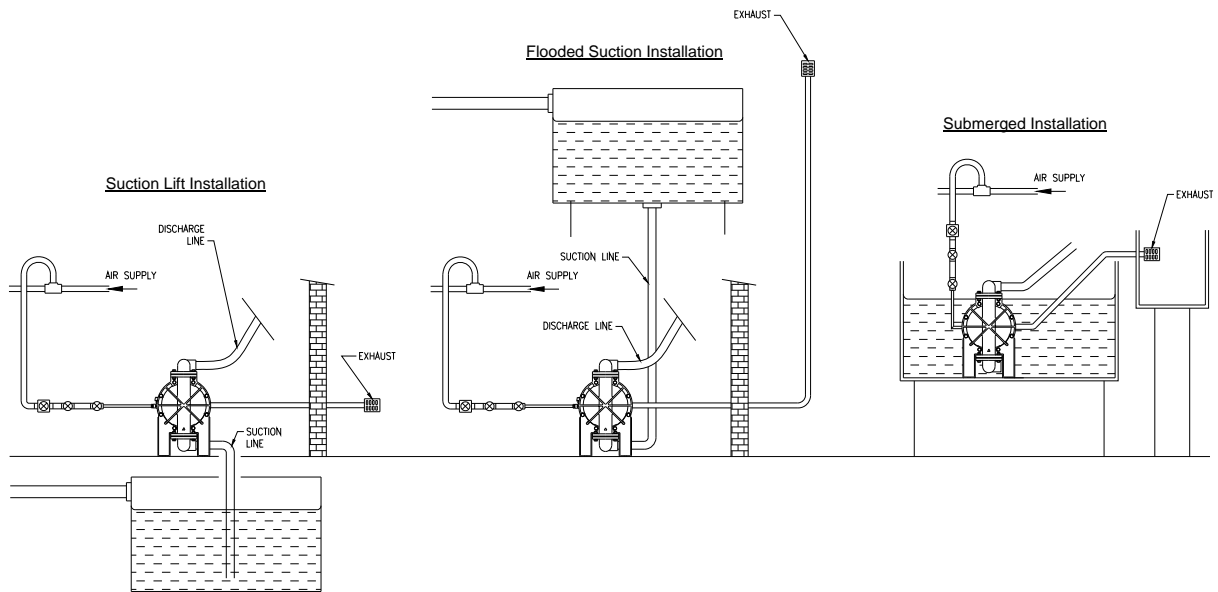 Suction Lift Installation
DISCHARGE
LINE
AIR SUPPLY
EXHAUST
SUCTION
LINE
Flooded Suction Installation
EXHAUST
SUCTION LINE
AIR SUPPLY
DISCHARGE LINE
Submerged Installation
AIR SUPPLY
EXHAUST